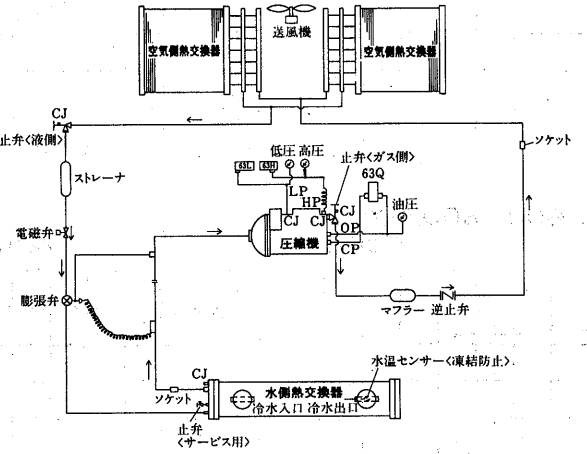 送風機
空気側熱交換器
空気側熱交換器
CJ
止弁<液側>
ソケット
低圧 高圧
止弁<ガス側>
63L
63H
63Q
ストレーナ
LP
HP
油圧
CJ
CJ
CJ
OP
電磁弁
圧縮機
CP
膨張弁
マフラー
逆止弁
CJ
水温センサー<凍結防止>.
ソケット
水側熱交換器
冷水入口 冷水出口
止弁
<サービス用>